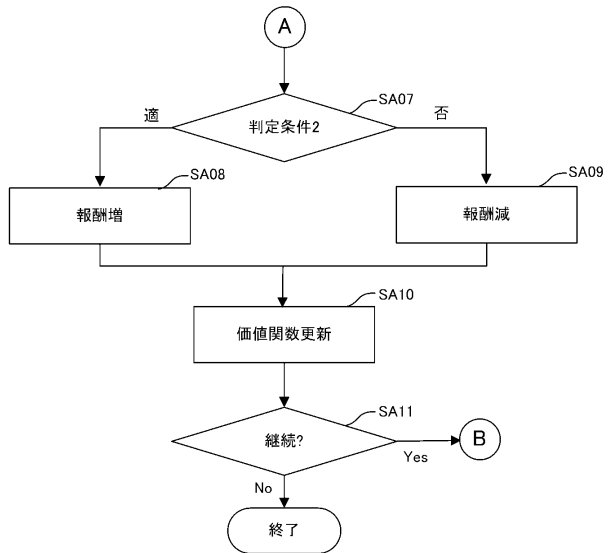 A
SA07
適
判定条件2
否
SA08
報酬増
SA09
報酬減
SA10
価値関数更新
SA11
継続?
Yes
B
No
終了